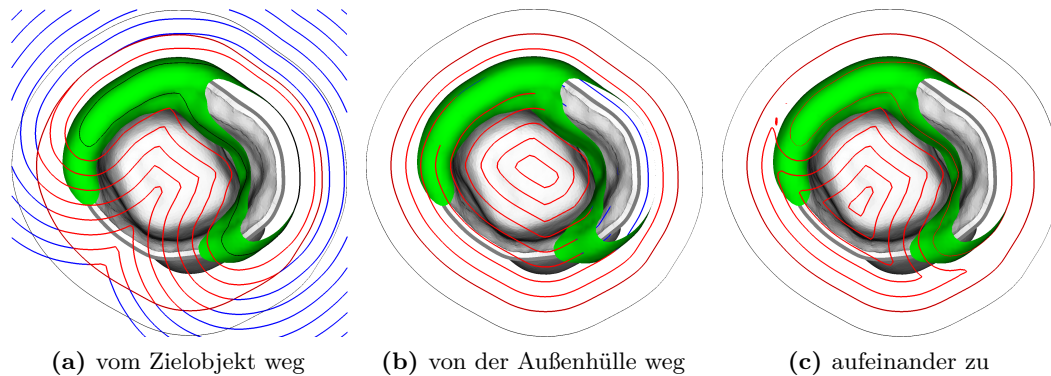 (a) vom Zielobjekt weg
(b) von der Außenhülle weg
(c) aufeinander zu